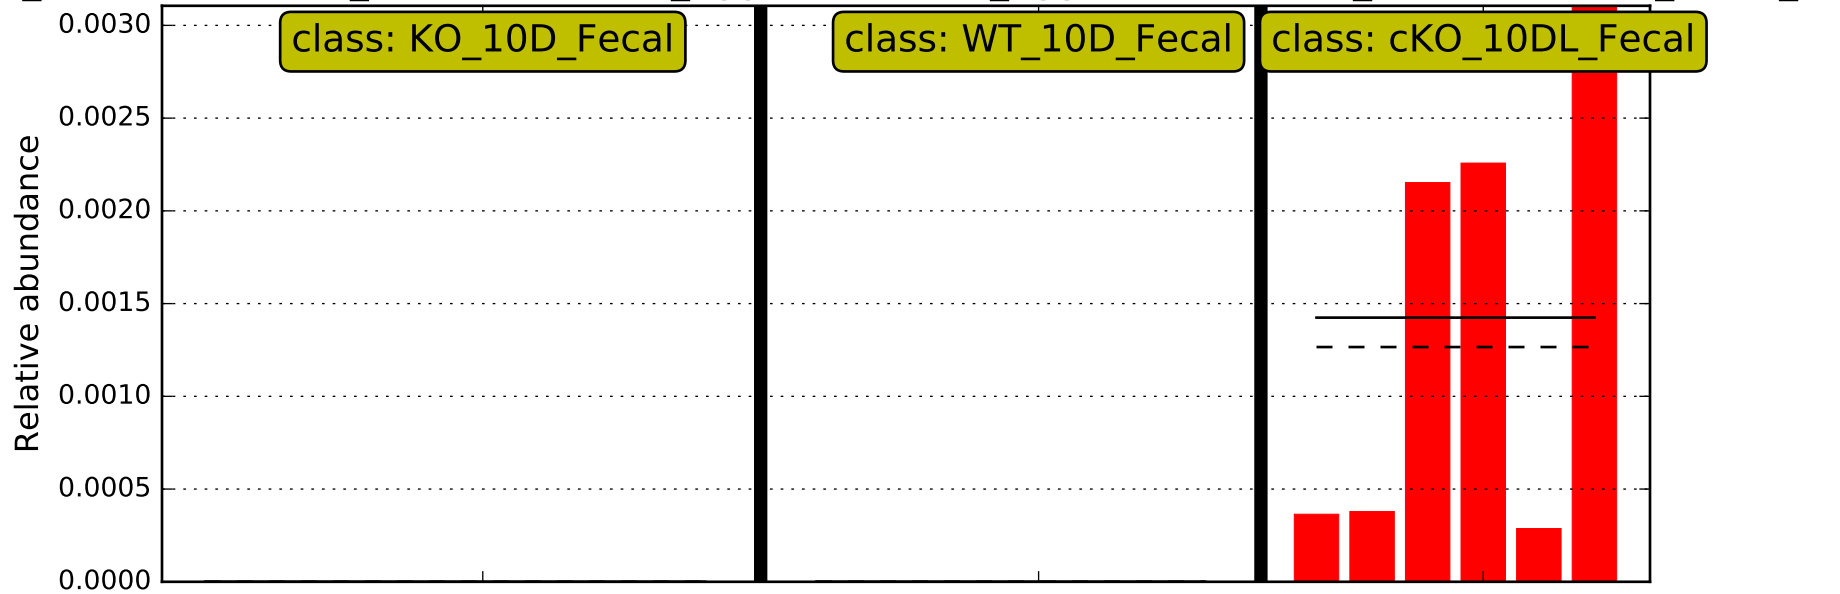 class: KO_10D_Fecal
class: WT_10D_Fecal
class: cKO_10DL_Fecal
Relative abundance
0.0030
0.0025
0.0020
0.0015
0.0010
0.0005
0.0000